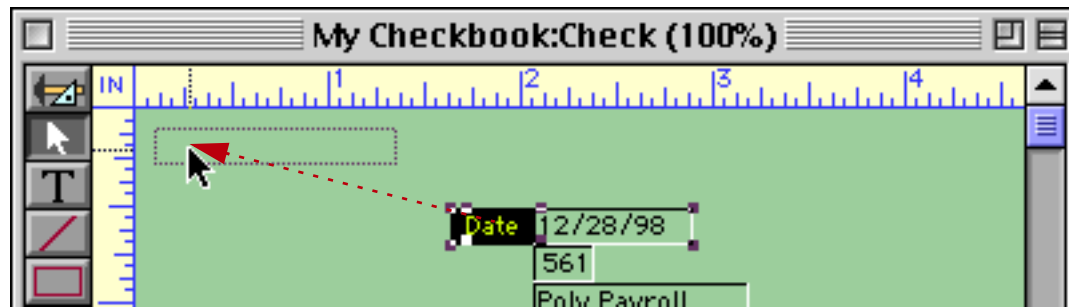 My Checkbook:Check (100%)
IN 1 2 3 4
T
Date 12/28/98
561
Poly Payroll